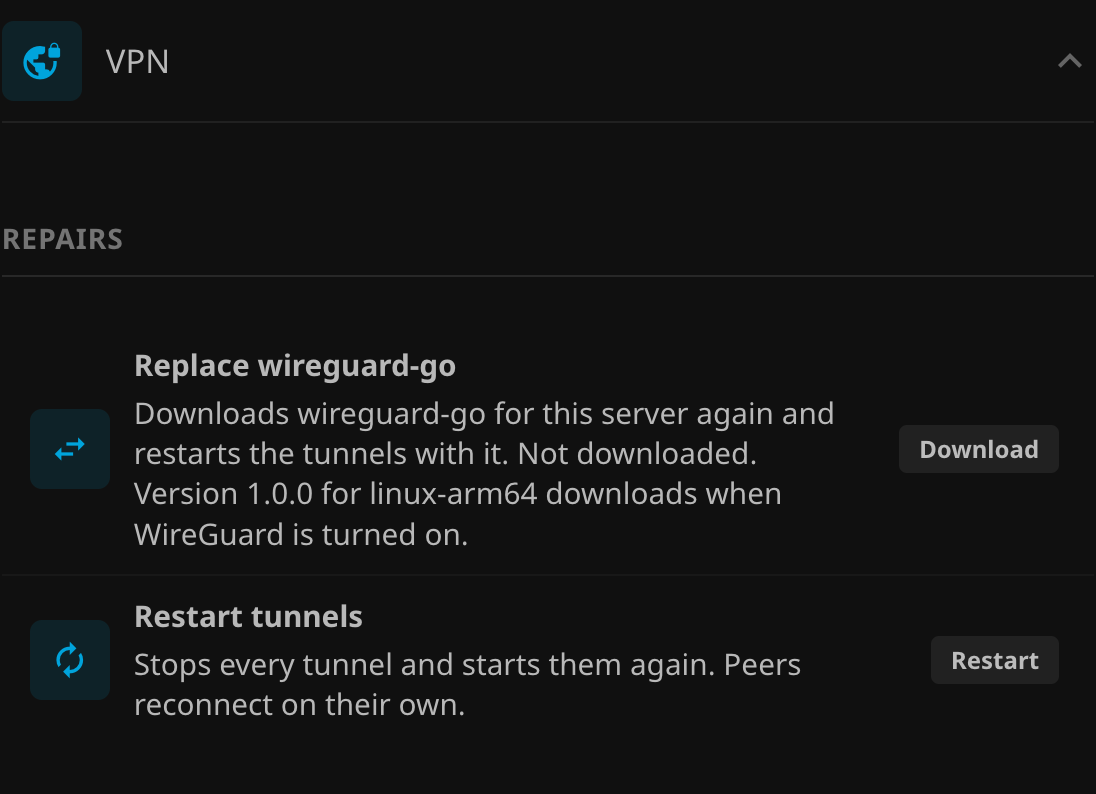 VPN
REPAIRS
Replace wireguard-go
Downloads wireguard-go for this server again and
restarts the tunnels with it. Not downloaded.
Version 1.0.0 for linux-arm64 downloads when
WireGuard is turned on.
Download
Restart tunnels
Stops every tunnel and starts them again. Peers
reconnect on their own.
Restart